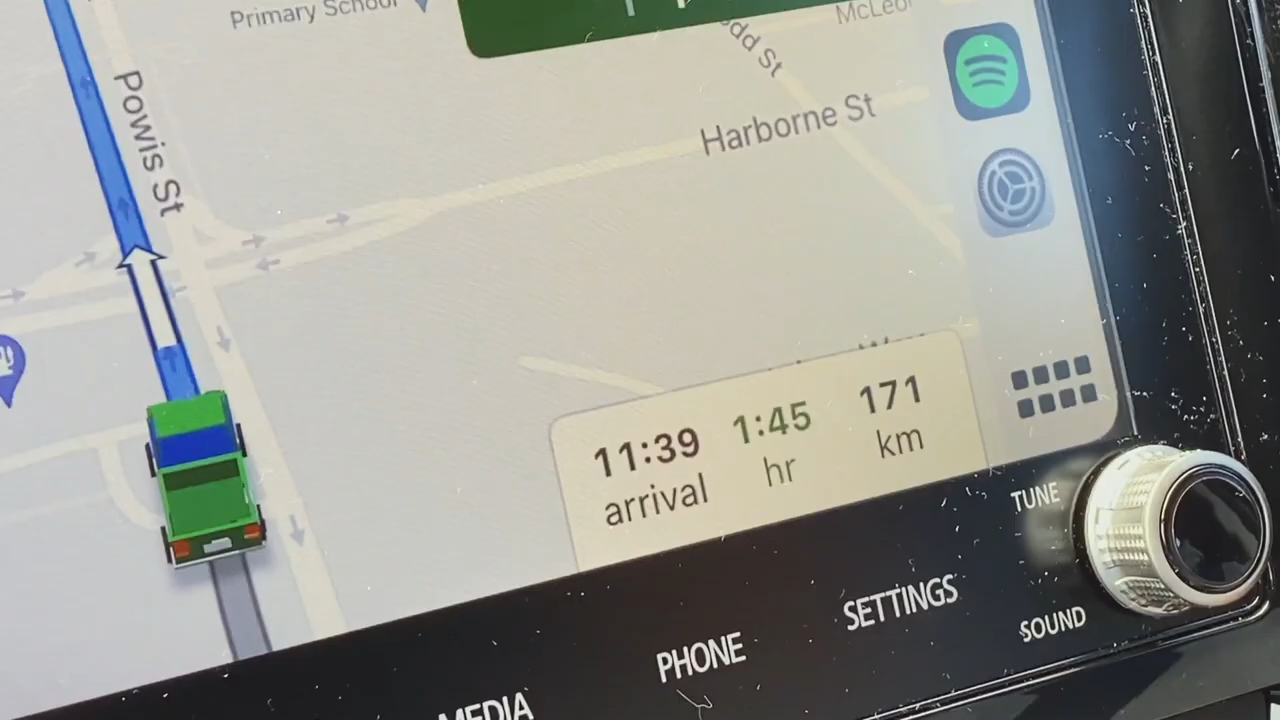 Primary School
Powis St
Harborne St
11:39
arrival
1:45
hr
171
km
TUNE
SETTINGS
SOUND
PHONE
MEDIA